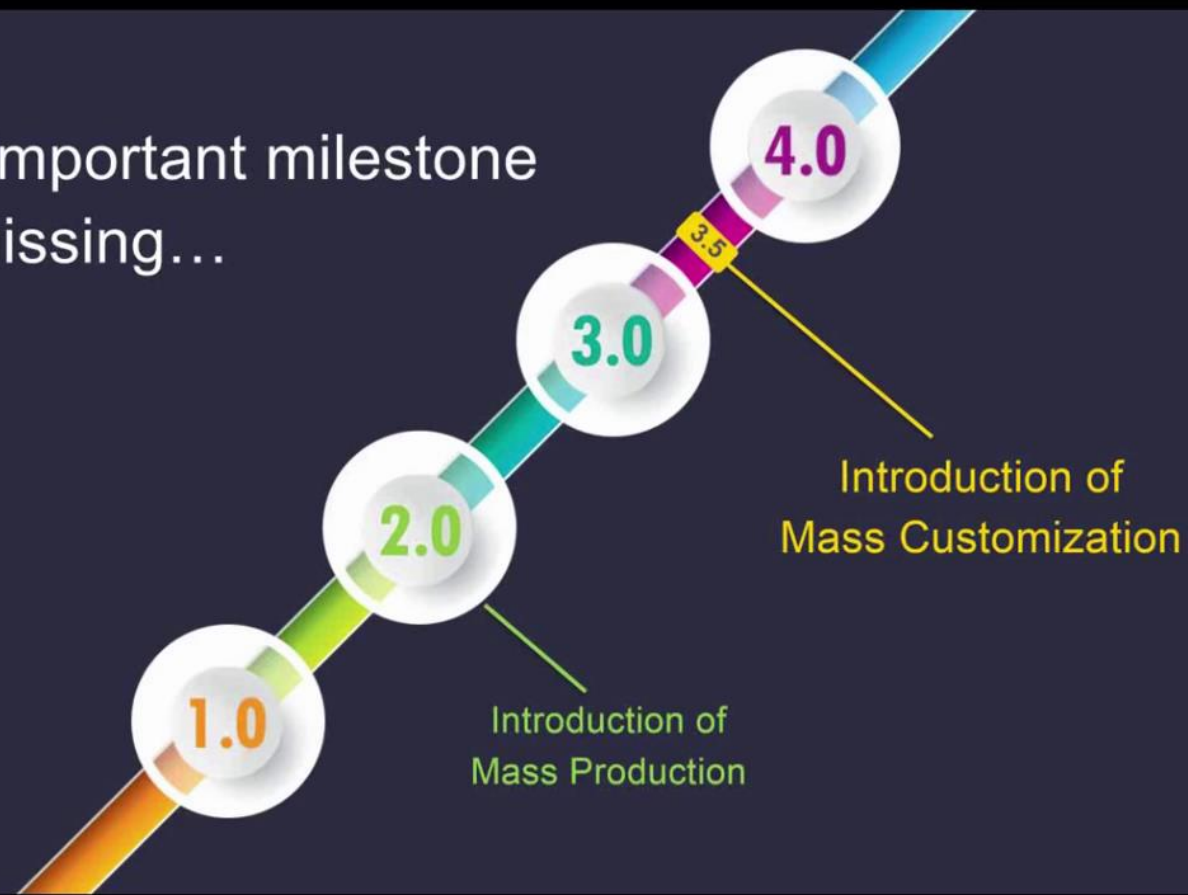 mportant milestone
issing…
4.0
3.5
3.0
Introduction of
Mass Customization
2.0
1.0
Introduction of
Mass Production